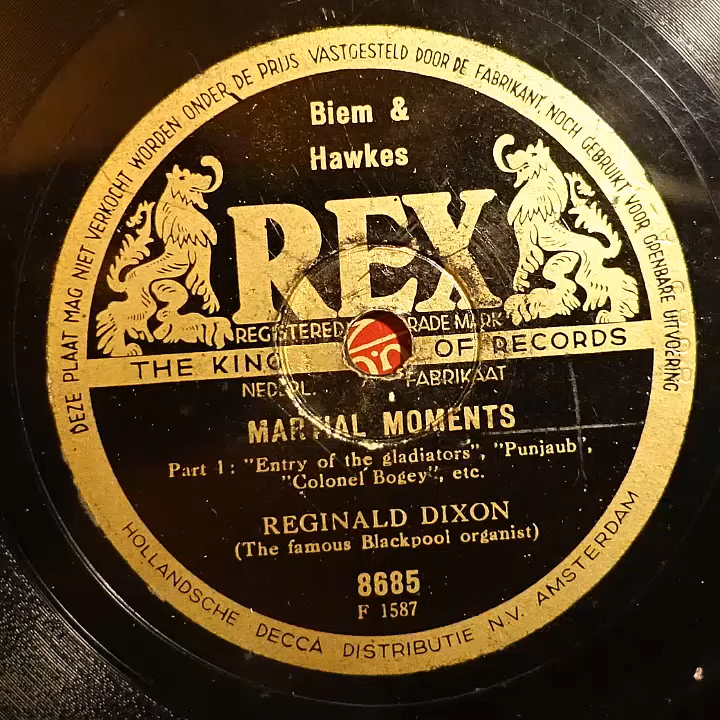 DEZE PLAAT MAG NIET VERKOCHT WORDEN ONDER DE PRIJS VASTGESTELD DOOR DE FABRIKANT NOCH GEBRUIKT VOOR OPENBARE UITVOERING
Biem &
Hawkes
REX
REGISTERED TRADE MARK
THE KING OF RECORDS
NEDERL. FABRIKAAT
MARTIAL MOMENTS
Part 1: "Entry of the gladiators", "Punjaub",
"Colonel Bogey", etc.
REGINALD DIXON
(The famous Blackpool organist)
8685
F 1587
HOLLANDSCHE DECCA DISTRIBUTIE N.V. AMSTERDAM